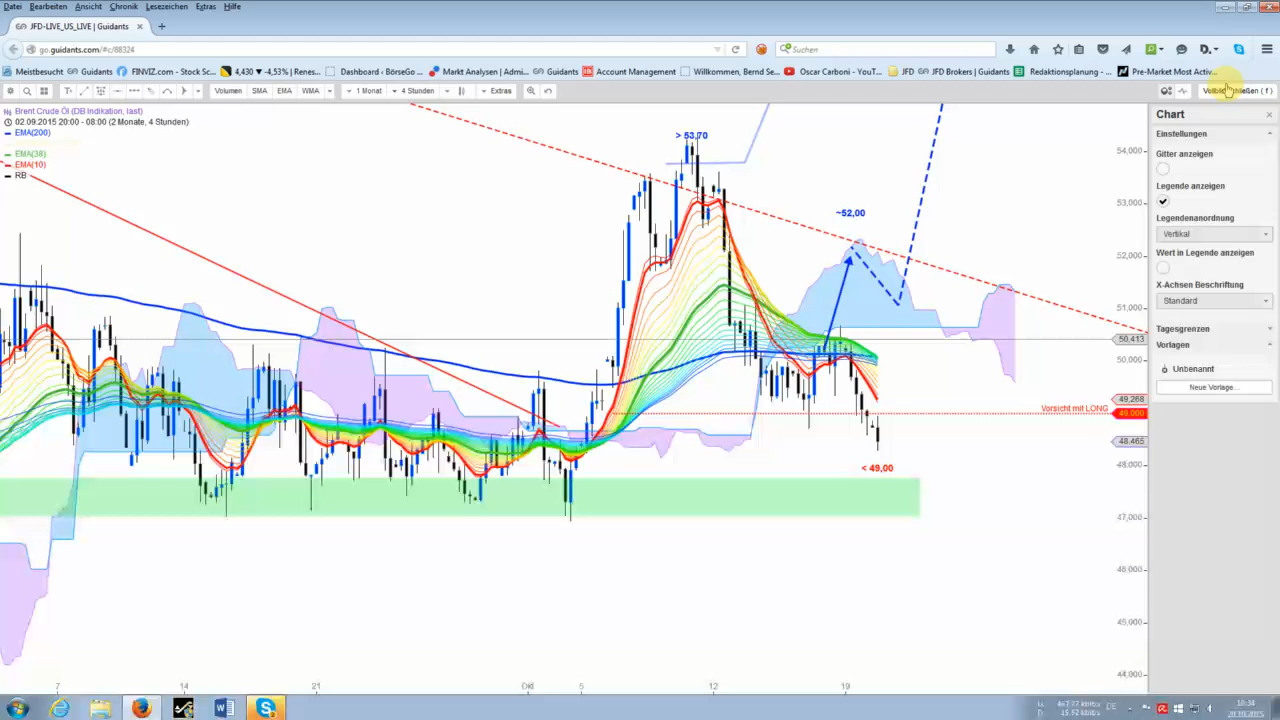 Datei Bearbeiten Ansicht Chronik Lesezeichen Extras Hilfe
JFD-LIVE_US_LIVE | Guidants
go.guidants.com/#c/88324
Suchen
Meistbesucht Guidants FINVIZ.com - Stock Sc... 4,430 ▼ -4,53% | Renes... Dashboard - BörseGo ... Markt Analysen | Admi... Guidants Account Management Willkommen, Bernd Se... Oscar Carboni - YouT... JFD JFD Brokers | Guidants Redaktionsplanung - ... Pre-Market Most Activ...
Volumen SMA EMA WMA 1 Monat 4 Stunden Extras
Brent Crude Öl (DB Indikation, last)
02.09.2015 20:00 - 08:00 (2 Monate, 4 Stunden)
EMA(200)
EMA(38)
EMA(10)
RB
> 53,70
~52,00
Vorsicht mit LONG
< 49,00
54,000
53,000
52,000
51,000
50,413
50,000
49,268
49,000
48,465
48,000
47,000
46,000
45,000
44,000
7 14 21 Okt 5 12 19
Chart
Einstellungen
Gitter anzeigen
Legende anzeigen
Legendenanordnung
Vertikal
Wert in Legende anzeigen
X-Achsen Beschriftung
Standard
Tagesgrenzen
Vorlagen
Unbenannt
Neue Vorlage...
DE
18:34
20.10.2015